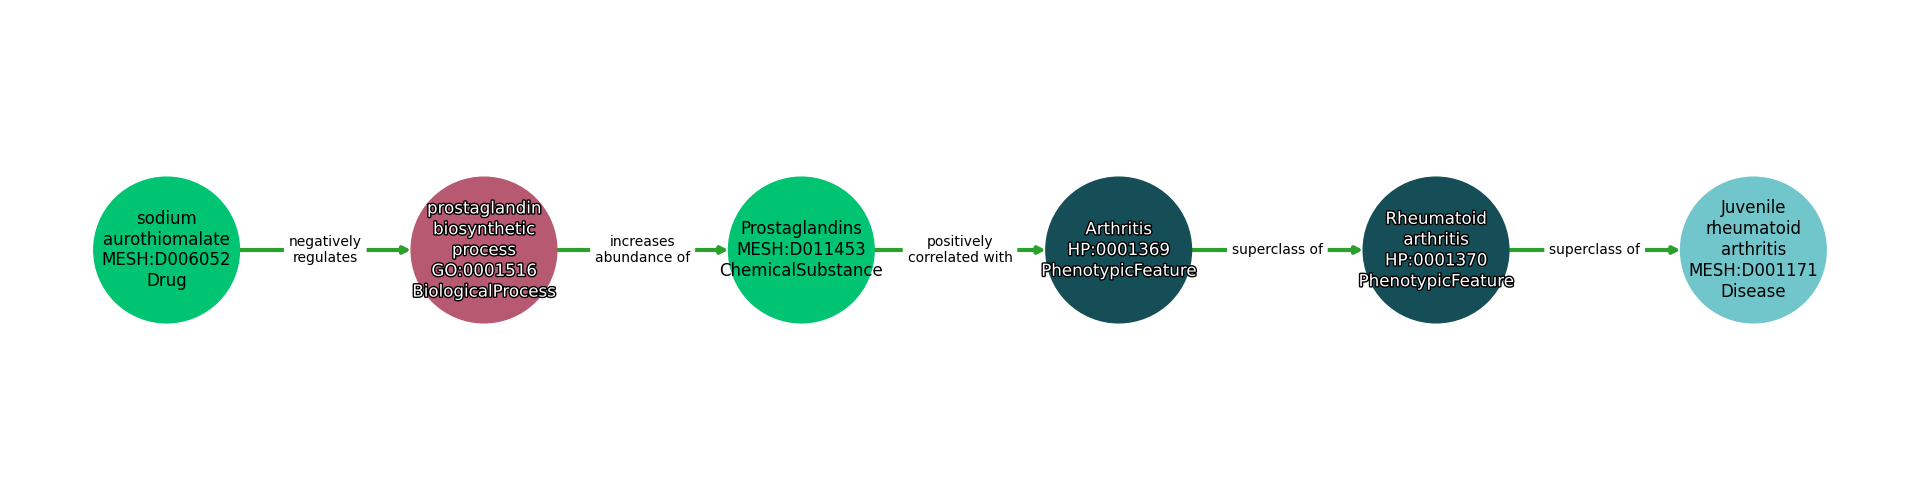 sodium
aurothiomalate
MESH:D006052
Drug
negatively
regulates
prostaglandin
biosynthetic
process
GO:0001516
BiologicalProcess
increases
abundance of
Prostaglandins
MESH:D011453
ChemicalSubstance
positively
correlated with
Arthritis
HP:0001369
PhenotypicFeature
superclass of
Rheumatoid
arthritis
HP:0001370
PhenotypicFeature
superclass of
Juvenile
rheumatoid
arthritis
MESH:D001171
Disease